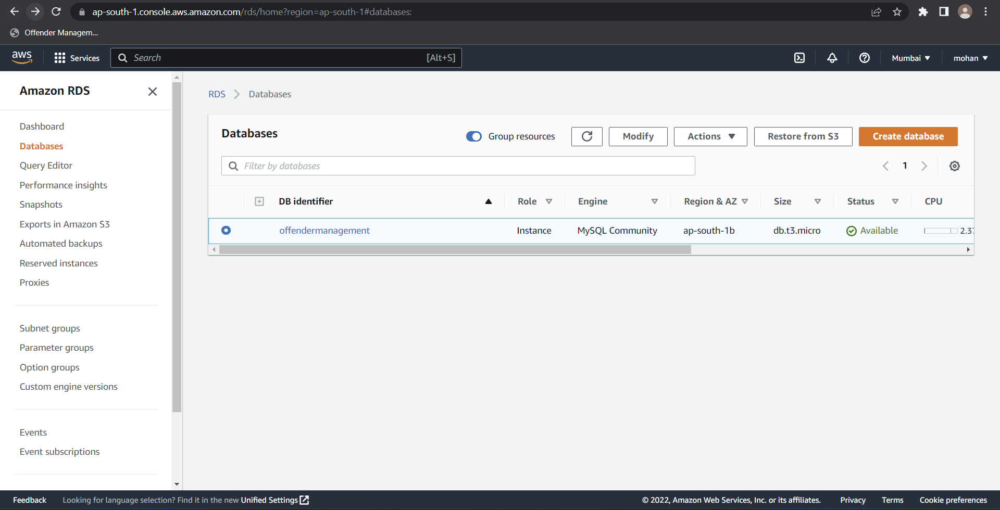 ap-south-1.console.aws.amazon.com/rds/home?region=ap-south-1#databases:
Offender Managem...
aws
Services
Search
[Alt+S]
Mumbai
mohan
Amazon RDS
Dashboard
Databases
Query Editor
Performance insights
Snapshots
Exports in Amazon S3
Automated backups
Reserved instances
Proxies
Subnet groups
Parameter groups
Option groups
Custom engine versions
Events
Event subscriptions
RDS Databases
Databases
Group resources
Modify
Actions
Restore from S3
Create database
Filter by databases
1
DB identifier Role Engine Region & AZ Size Status CPU
offendermanagement Instance MySQL Community ap-south-1b db.t3.micro Available 2.37
Feedback Looking for language selection? Find it in the new Unified Settings © 2022, Amazon Web Services, Inc. or its affiliates. Privacy Terms Cookie preferences